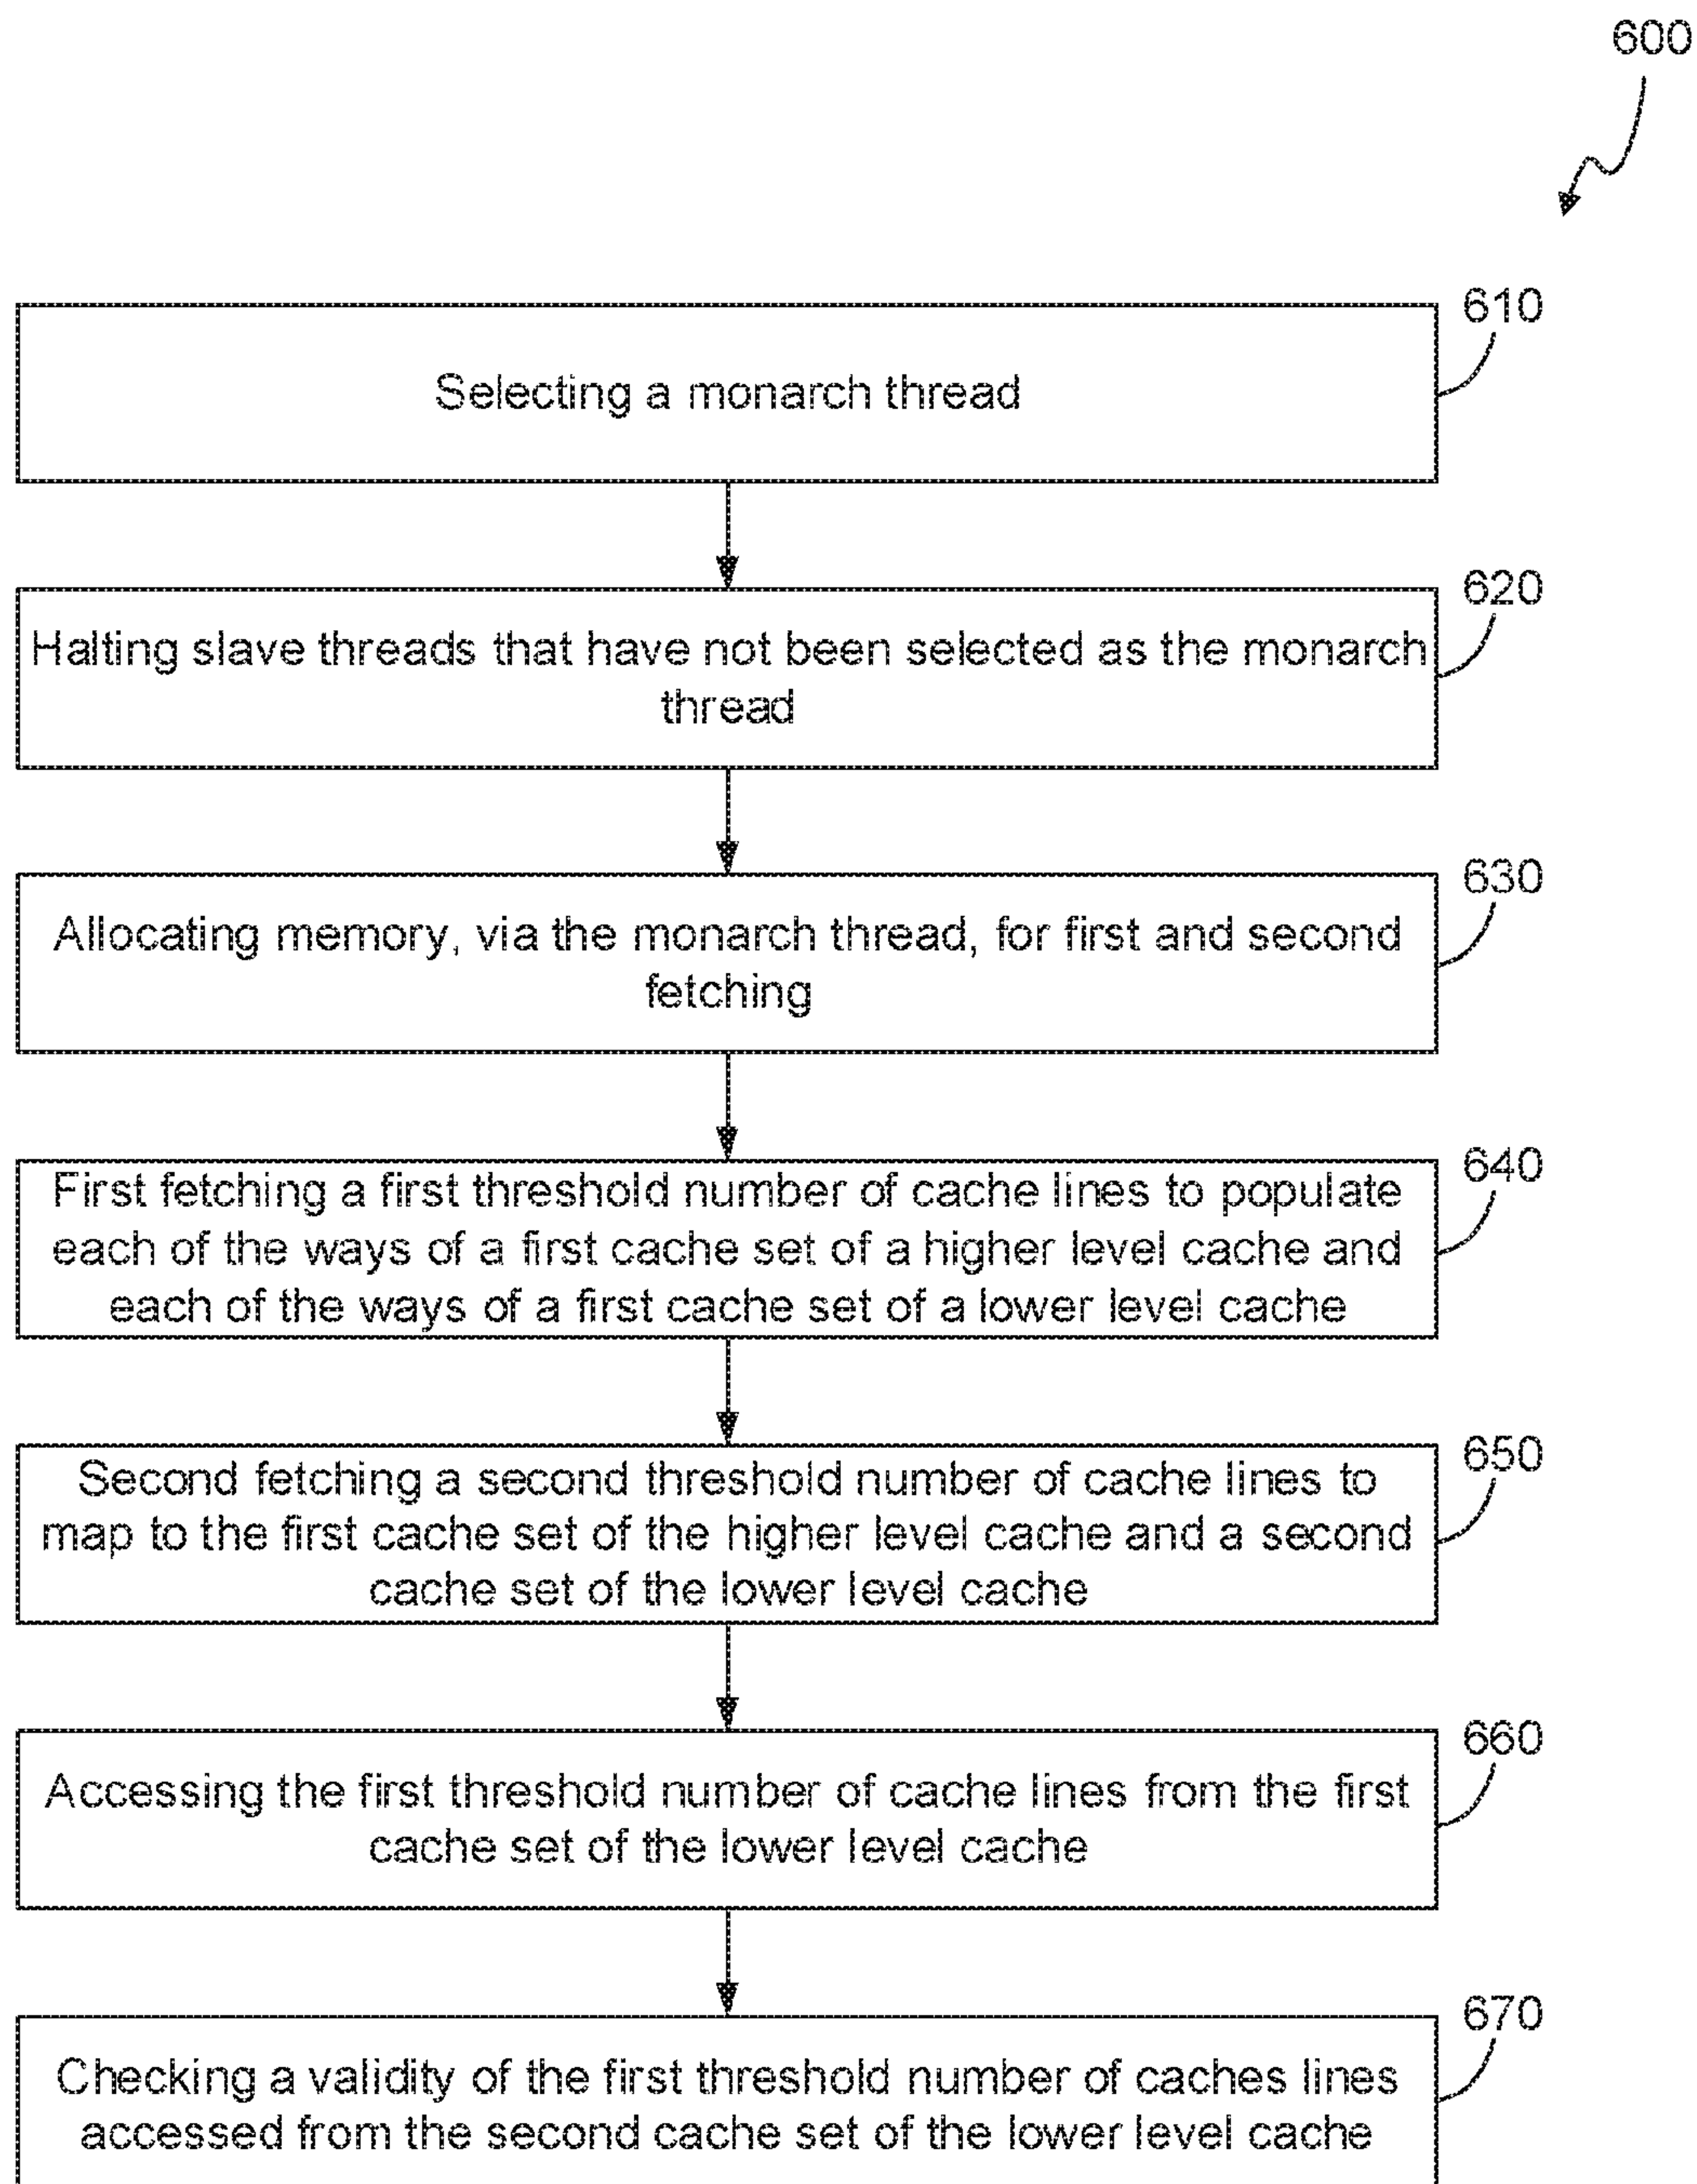 600
610
Selecting a monarch thread
620
Halting slave threads that have not been selected as the monarch
thread
630
Allocating memory, via the monarch thread, for first and second
fetching
640
First fetching a first threshold number of cache lines to populate
each of the ways of a first cache set of a higher level cache and
each of the ways of a first cache set of a lower level cache
650
Second fetching a second threshold number of cache lines to
map to the first cache set of the higher level cache and a second
cache set of the lower level cache
660
Accessing the first threshold number of cache lines from the first
cache set of the lower level cache
670
Checking a validity of the first threshold number of caches lines
accessed from the second cache set of the lower level cache